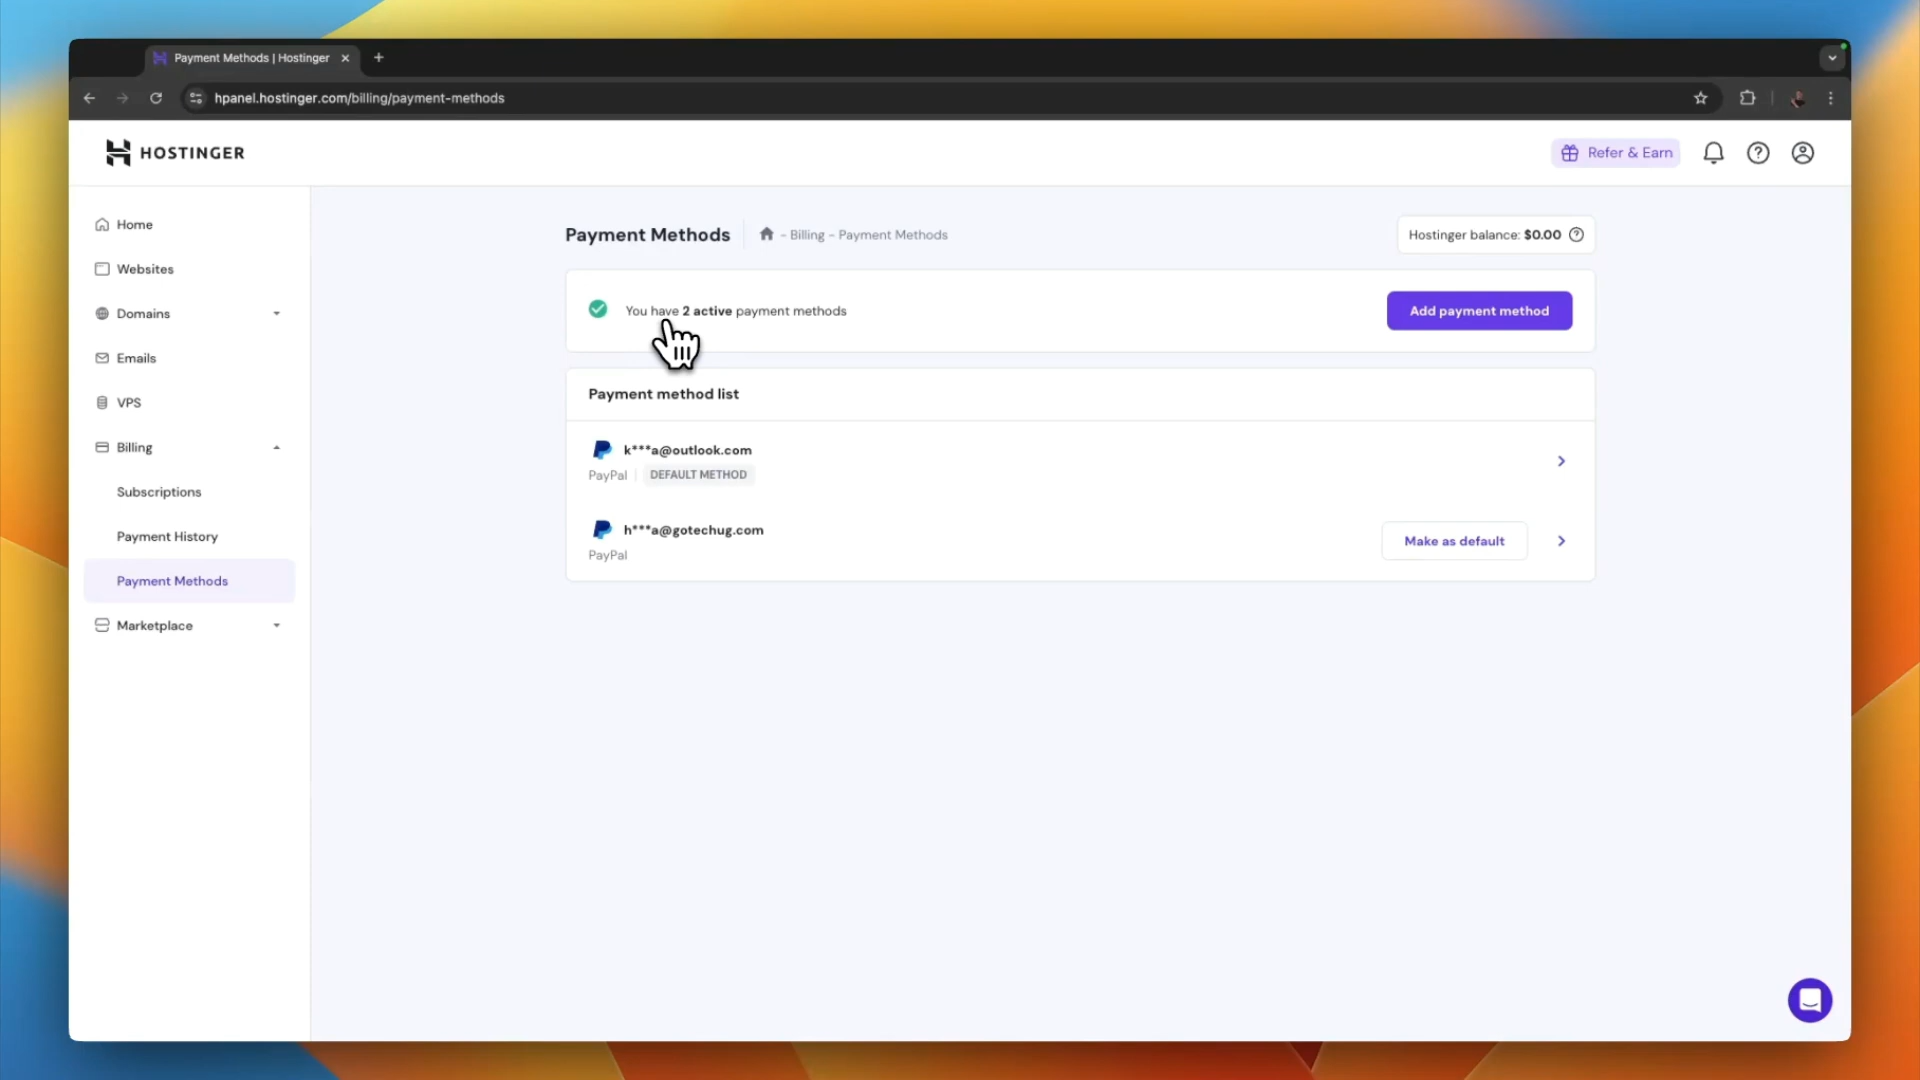 Payment Methods | Hostinger
hpanel.hostinger.com/billing/payment-methods
HOSTINGER
Refer & Earn
Home
Websites
Domains
Emails
VPS
Billing
Subscriptions
Payment History
Payment Methods
Marketplace
Payment Methods
- Billing - Payment Methods
Hostinger balance: $0.00
You have 2 active payment methods
Add payment method
Payment method list
k***a@outlook.com
PayPal
DEFAULT METHOD
h***a@gotechug.com
PayPal
Make as default